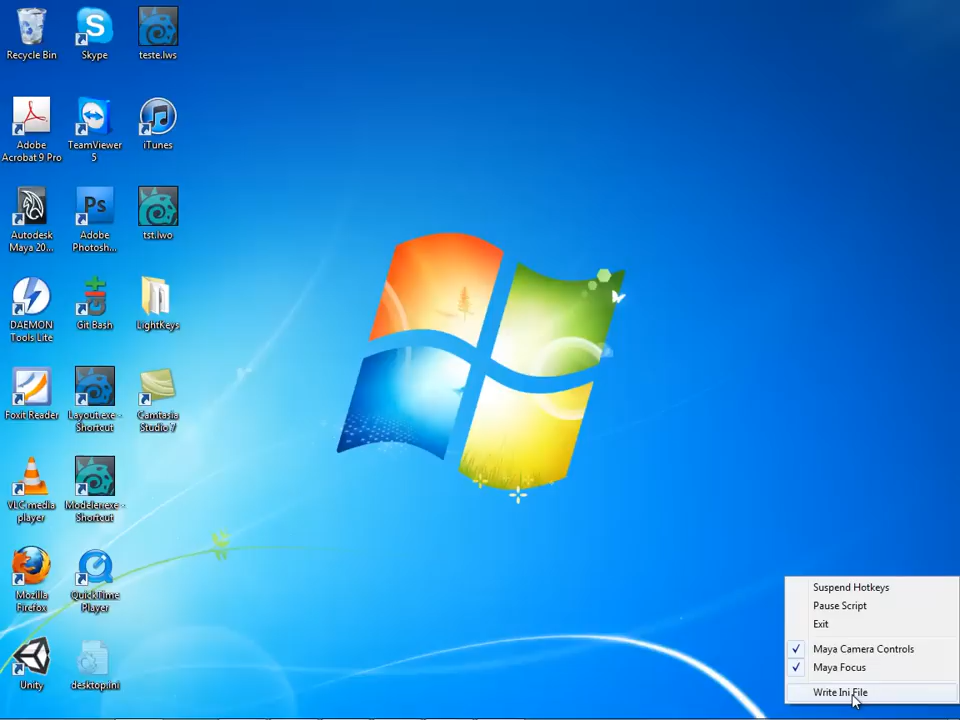 Recycle Bin
Skype
teste.lws
Adobe
Acrobat 9 Pro
TeamViewer
5
iTunes
Autodesk
Maya 20...
Ps
Adobe
Photosh...
tst.lwo
DAEMON
Tools Lite
Git Bash
LightKeys
Foxit Reader
Layout.exe -
Shortcut
Camtasia
Studio 7
VLC media
player
Modeler.exe -
Shortcut
Mozilla
Firefox
QuickTime
Player
Unity
desktop.ini
Suspend Hotkeys
Pause Script
Exit
Maya Camera Controls
Maya Focus
Write Ini File